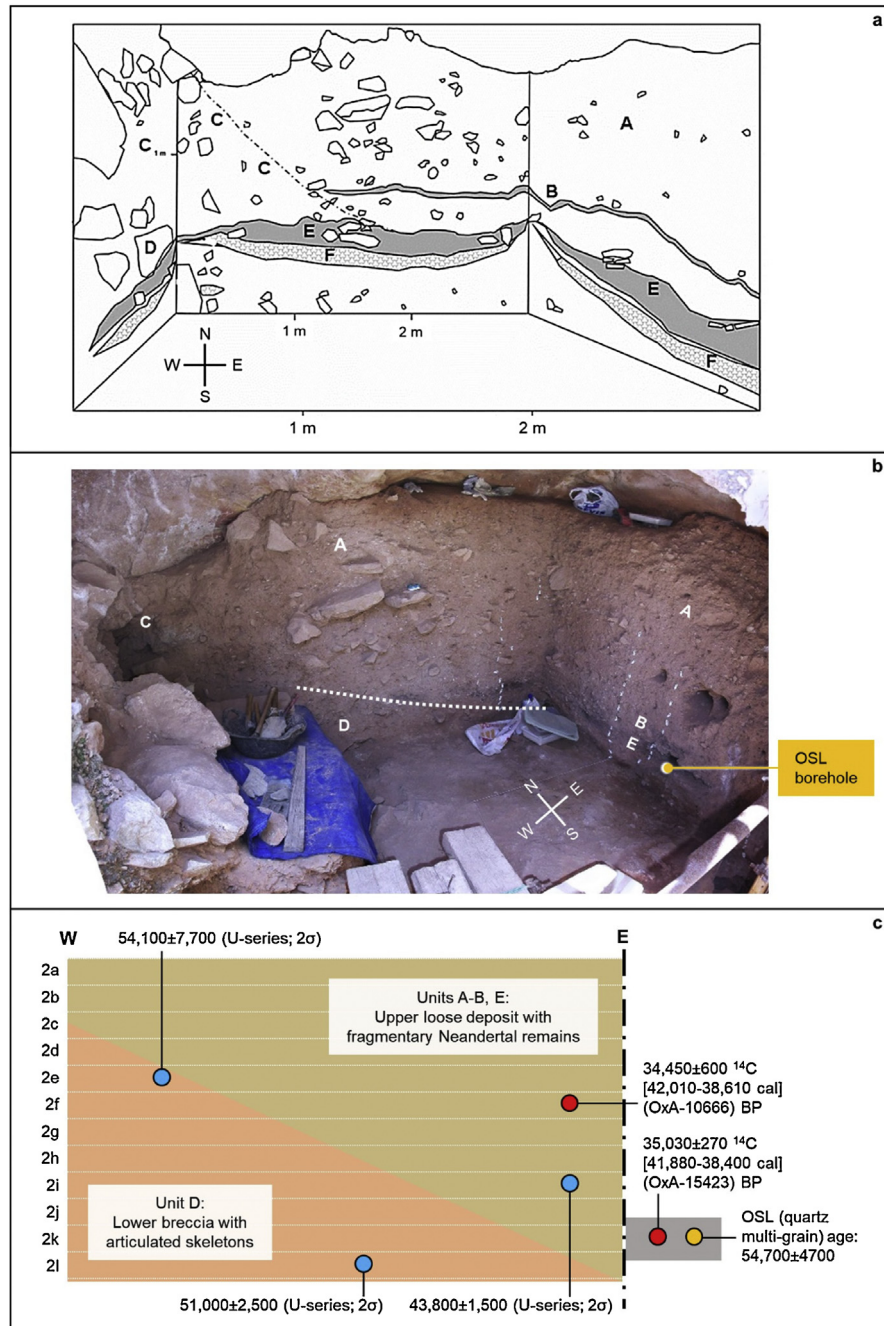 a
A
C
C 1m
C
B
D
E
F
E
F
D
1 m
2 m
N
W E
S
1 m
2 m
b
A
A
C
D
B
E
OSL
borehole
N
E
W
S
c
W
54,100±7,700 (U-series; 2σ)
E
2a
2b
2c
2d
2e
2f
2g
2h
2i
2j
2k
2l
Units A-B, E:
Upper loose deposit with
fragmentary Neandertal remains
34,450±600 ¹⁴C
[42,010-38,610 cal]
(OxA-10666) BP
35,030±270 ¹⁴C
[41,880-38,400 cal]
(OxA-15423) BP
Unit D:
Lower breccia with
articulated skeletons
OSL (quartz
multi-grain) age:
54,700±4700
51,000±2,500 (U-series; 2σ)
43,800±1,500 (U-series; 2σ)